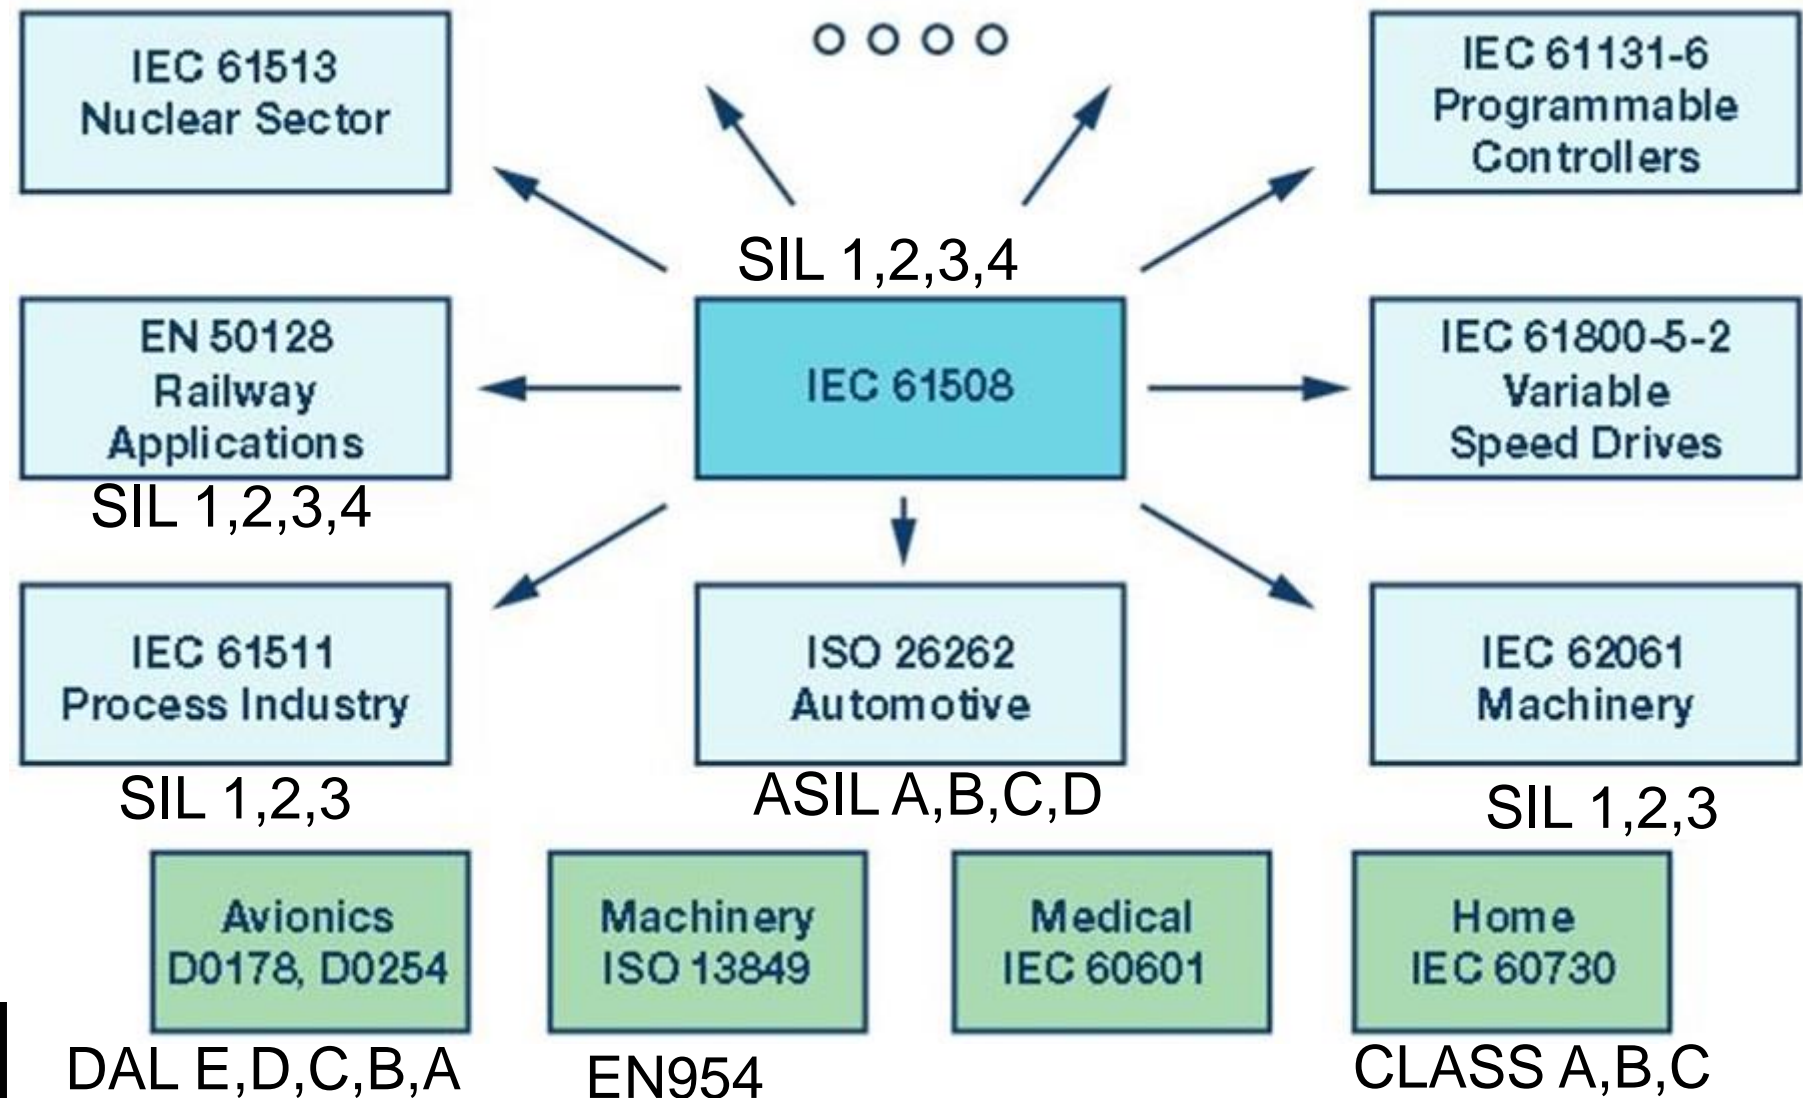 IEC 61513
Nuclear Sector
IEC 61131-6
Programmable
Controllers
SIL 1,2,3,4
EN 50128
Railway
Applications
SIL 1,2,3,4
IEC 61508
IEC 61800-5-2
Variable
Speed Drives
IEC 61511
Process Industry
SIL 1,2,3
ISO 26262
Automotive
ASIL A,B,C,D
IEC 62061
Machinery
SIL 1,2,3
Avionics
D0178, D0254
DAL E,D,C,B,A
Machinery
ISO 13849
EN954
Medical
IEC 60601
Home
IEC 60730
CLASS A,B,C